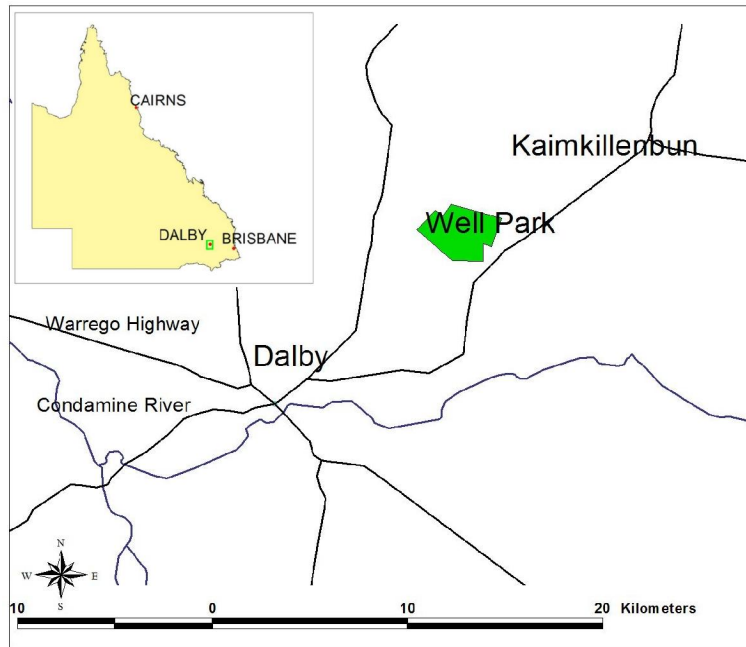 CAIRNS
Kaimkillenbun
Well Park
DALBY
BRISBANE
Warrego Highway
Dalby
Condamine River
N
W E
S
10 0 10 20 Kilometers